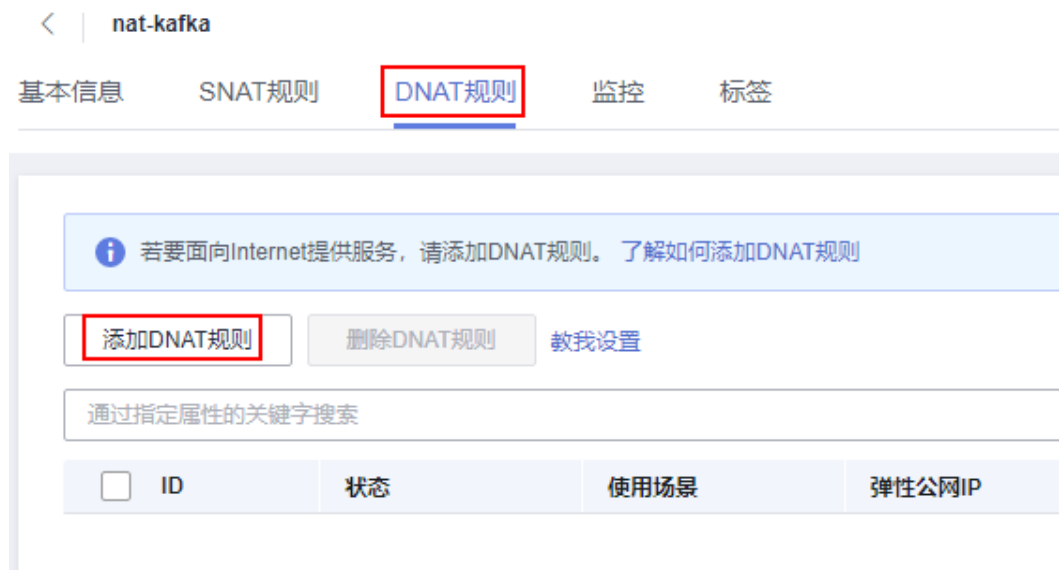 nat-kafka
基本信息 SNAT规则 DNAT规则 监控 标签
若要面向Internet提供服务，请添加DNAT规则。 了解如何添加DNAT规则
添加DNAT规则 删除DNAT规则 教我设置
通过指定属性的关键字搜索
ID 状态 使用场景 弹性公网IP